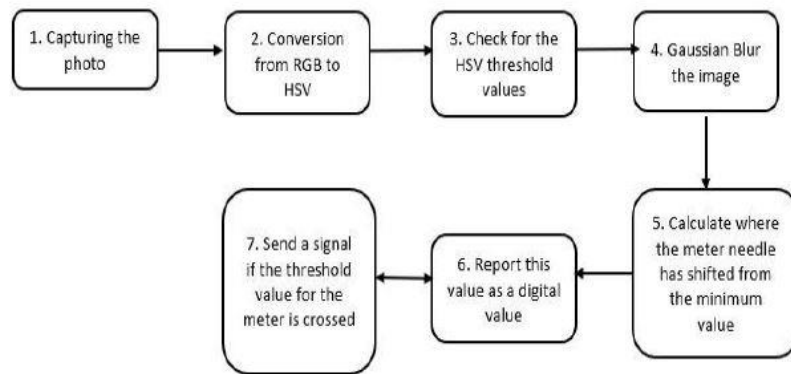 1. Capturing the
photo
2. Conversion
from RGB to
HSV
3. Check for the
HSV threshold
values
4. Gaussian Blur
the image
5. Calculate where
the meter needle
has shifted from
the minimum
value
6. Report this
value as a digital
value
7. Send a signal
if the threshold
value for the
meter is crossed